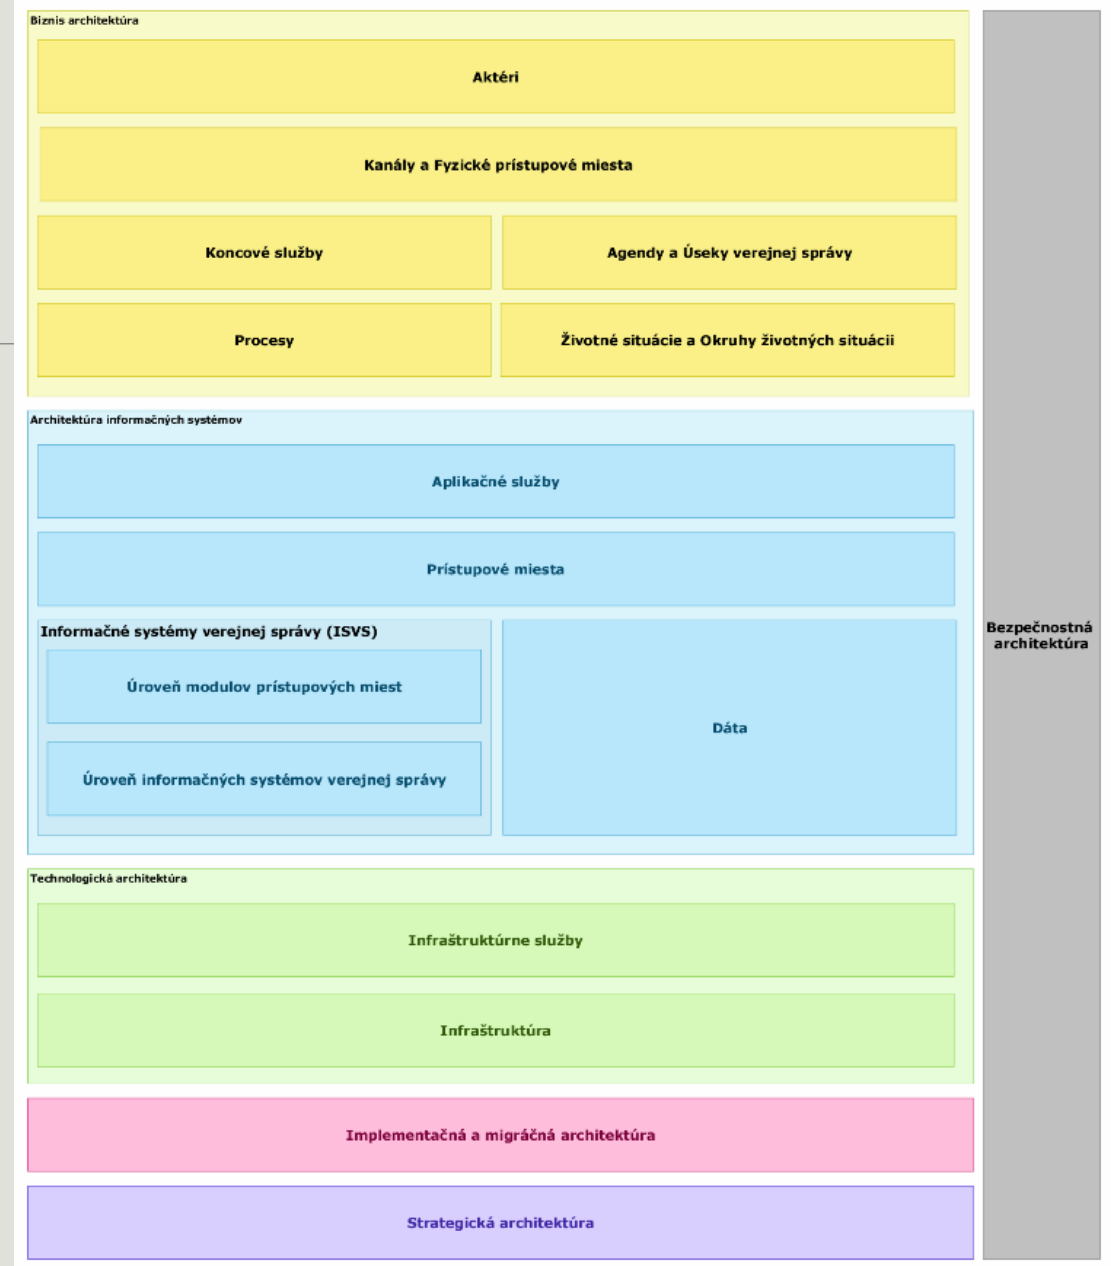 Biznis architektúra
Aktéri
Kanály a Fyzické prístupové miesta
Koncové služby
Agendy a Úseky verejnej správy
Procesy
Životné situácie a Okruhy životných situácii
Architektúra informačných systémov
Aplikačné služby
Prístupové miesta
Informačné systémy verejnej správy (ISVS)
Úroveň modulov prístupových miest
Úroveň informačných systémov verejnej správy
Dáta
Technologická architektúra
Infraštruktúrne služby
Infraštruktúra
Implementačná a migráčná architektúra
Strategická architektúra
Bezpečnostná
architektúra